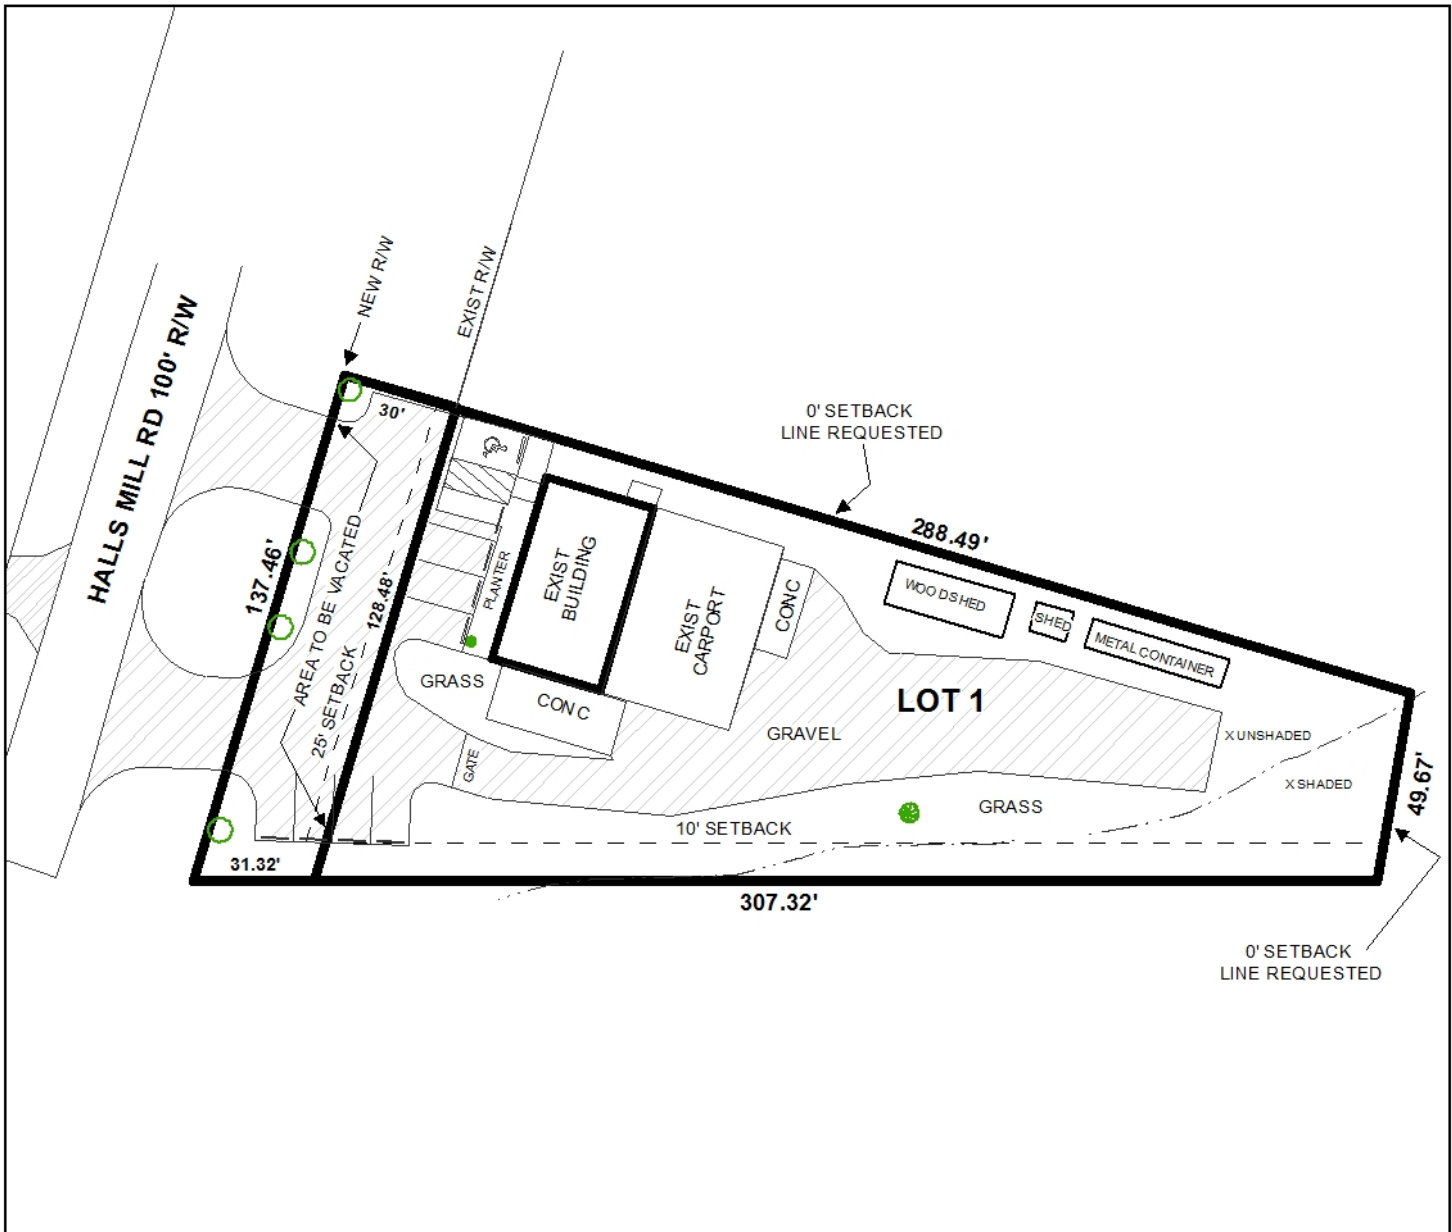 NEW R/W
EXIST R/W
HALLS MILL RD 100' R/W
30'
0' SETBACK
LINE REQUESTED
288.49'
137.46'
AREA TO BE VACATED
25' SETBACK
128.48'
PLANTER
EXIST
BUILDING
EXIST
CARPORT
CONC
WOODSHED
SHED
METAL CONTAINER
GRASS
CONC
LOT 1
GRAVEL
GATE
X UNSHADED
X SHADED
49.67'
GRASS
10' SETBACK
31.32'
307.32'
0' SETBACK
LINE REQUESTED